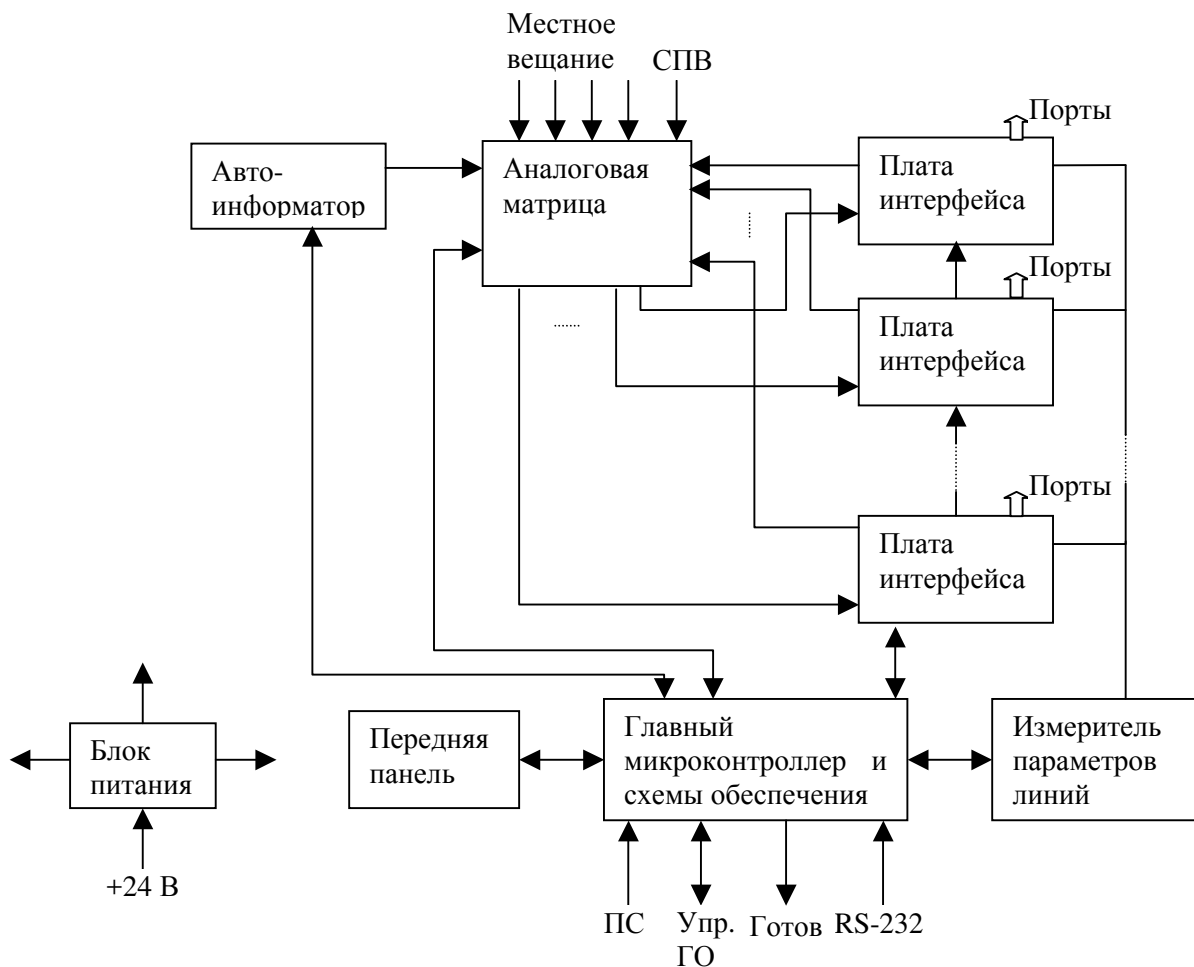 Местное
вещание
СПВ
Порты
Авто-
информатор
Аналоговая
матрица
Плата
интерфейса
Порты
Плата
интерфейса
Порты
Плата
интерфейса
Блок
питания
+24 В
Передняя
панель
Главный
микроконтроллер и
схемы обеспечения
Измеритель
параметров
линий
ПС
Упр.
ГО
Готов
RS-232